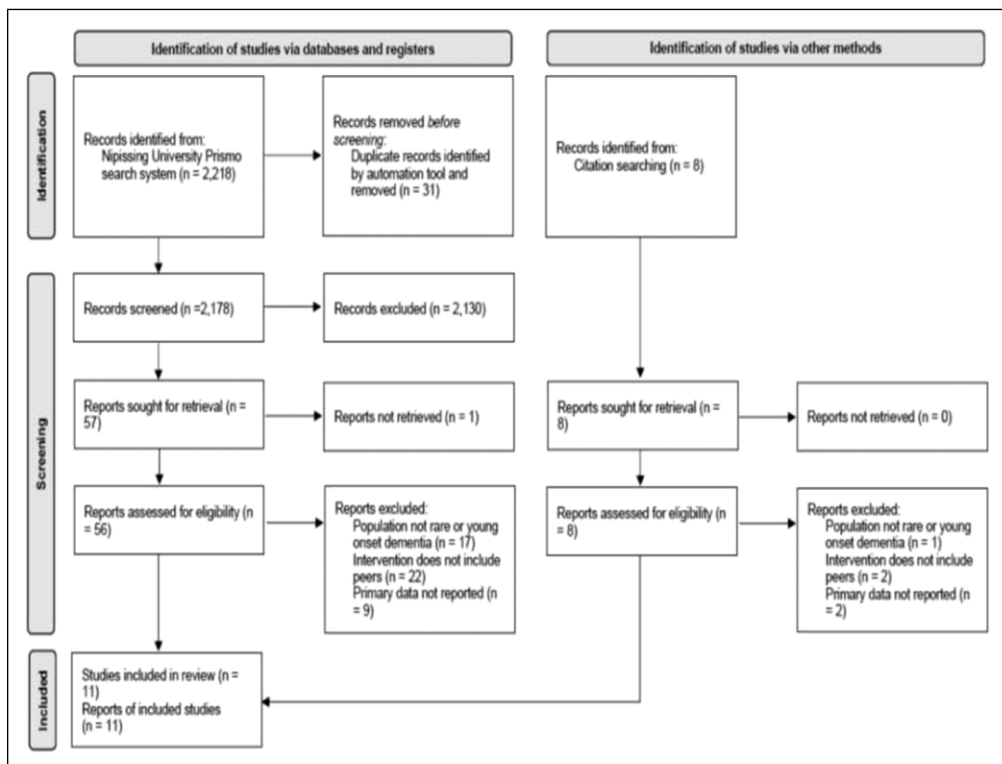 Identification of studies via databases and registers
Identification of studies via other methods
Identification
Records identified from:
Nipissing University Prismo
search system (n = 2,218)
Records removed before
screening:
Duplicate records identified
by automation tool and
removed (n = 31)
Records identified from:
Citation searching (n = 8)
Screening
Records screened (n =2,178)
Records excluded (n = 2,130)
Reports sought for retrieval (n =
57)
Reports not retrieved (n = 1)
Reports sought for retrieval (n =
8)
Reports not retrieved (n = 0)
Reports assessed for eligibility (n
= 56)
Reports excluded:
Population not rare or young
onset dementia (n = 17)
Intervention does not include
peers (n = 22)
Primary data not reported (n
= 9)
Reports assessed for eligibility (n
= 8)
Reports excluded:
Population not rare or young
onset dementia (n = 1)
Intervention does not include
peers (n = 2)
Primary data not reported (n
= 2)
Included
Studies included in review (n =
11)
Reports of included studies
(n = 11)